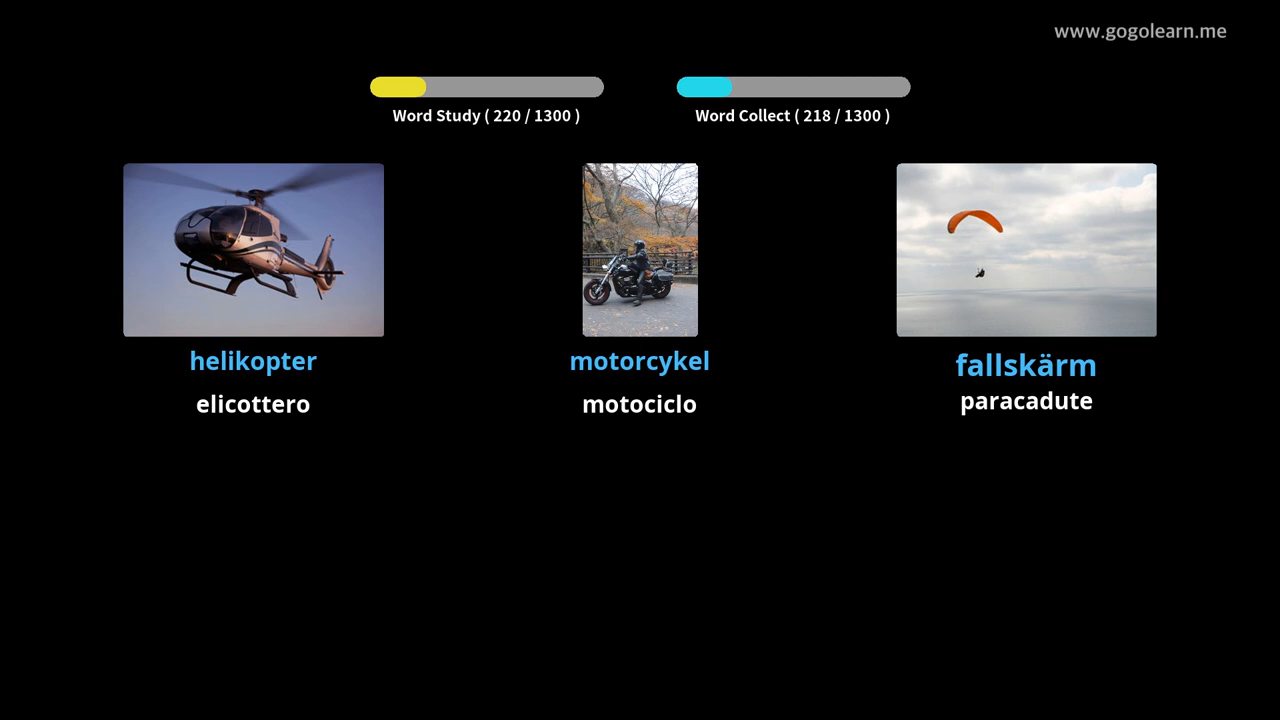 www.gogolearn.me
Word Study ( 220 / 1300 )
Word Collect ( 218 / 1300 )
helikopter
elicottero
motorcykel
motociclo
fallskärm
paracadute